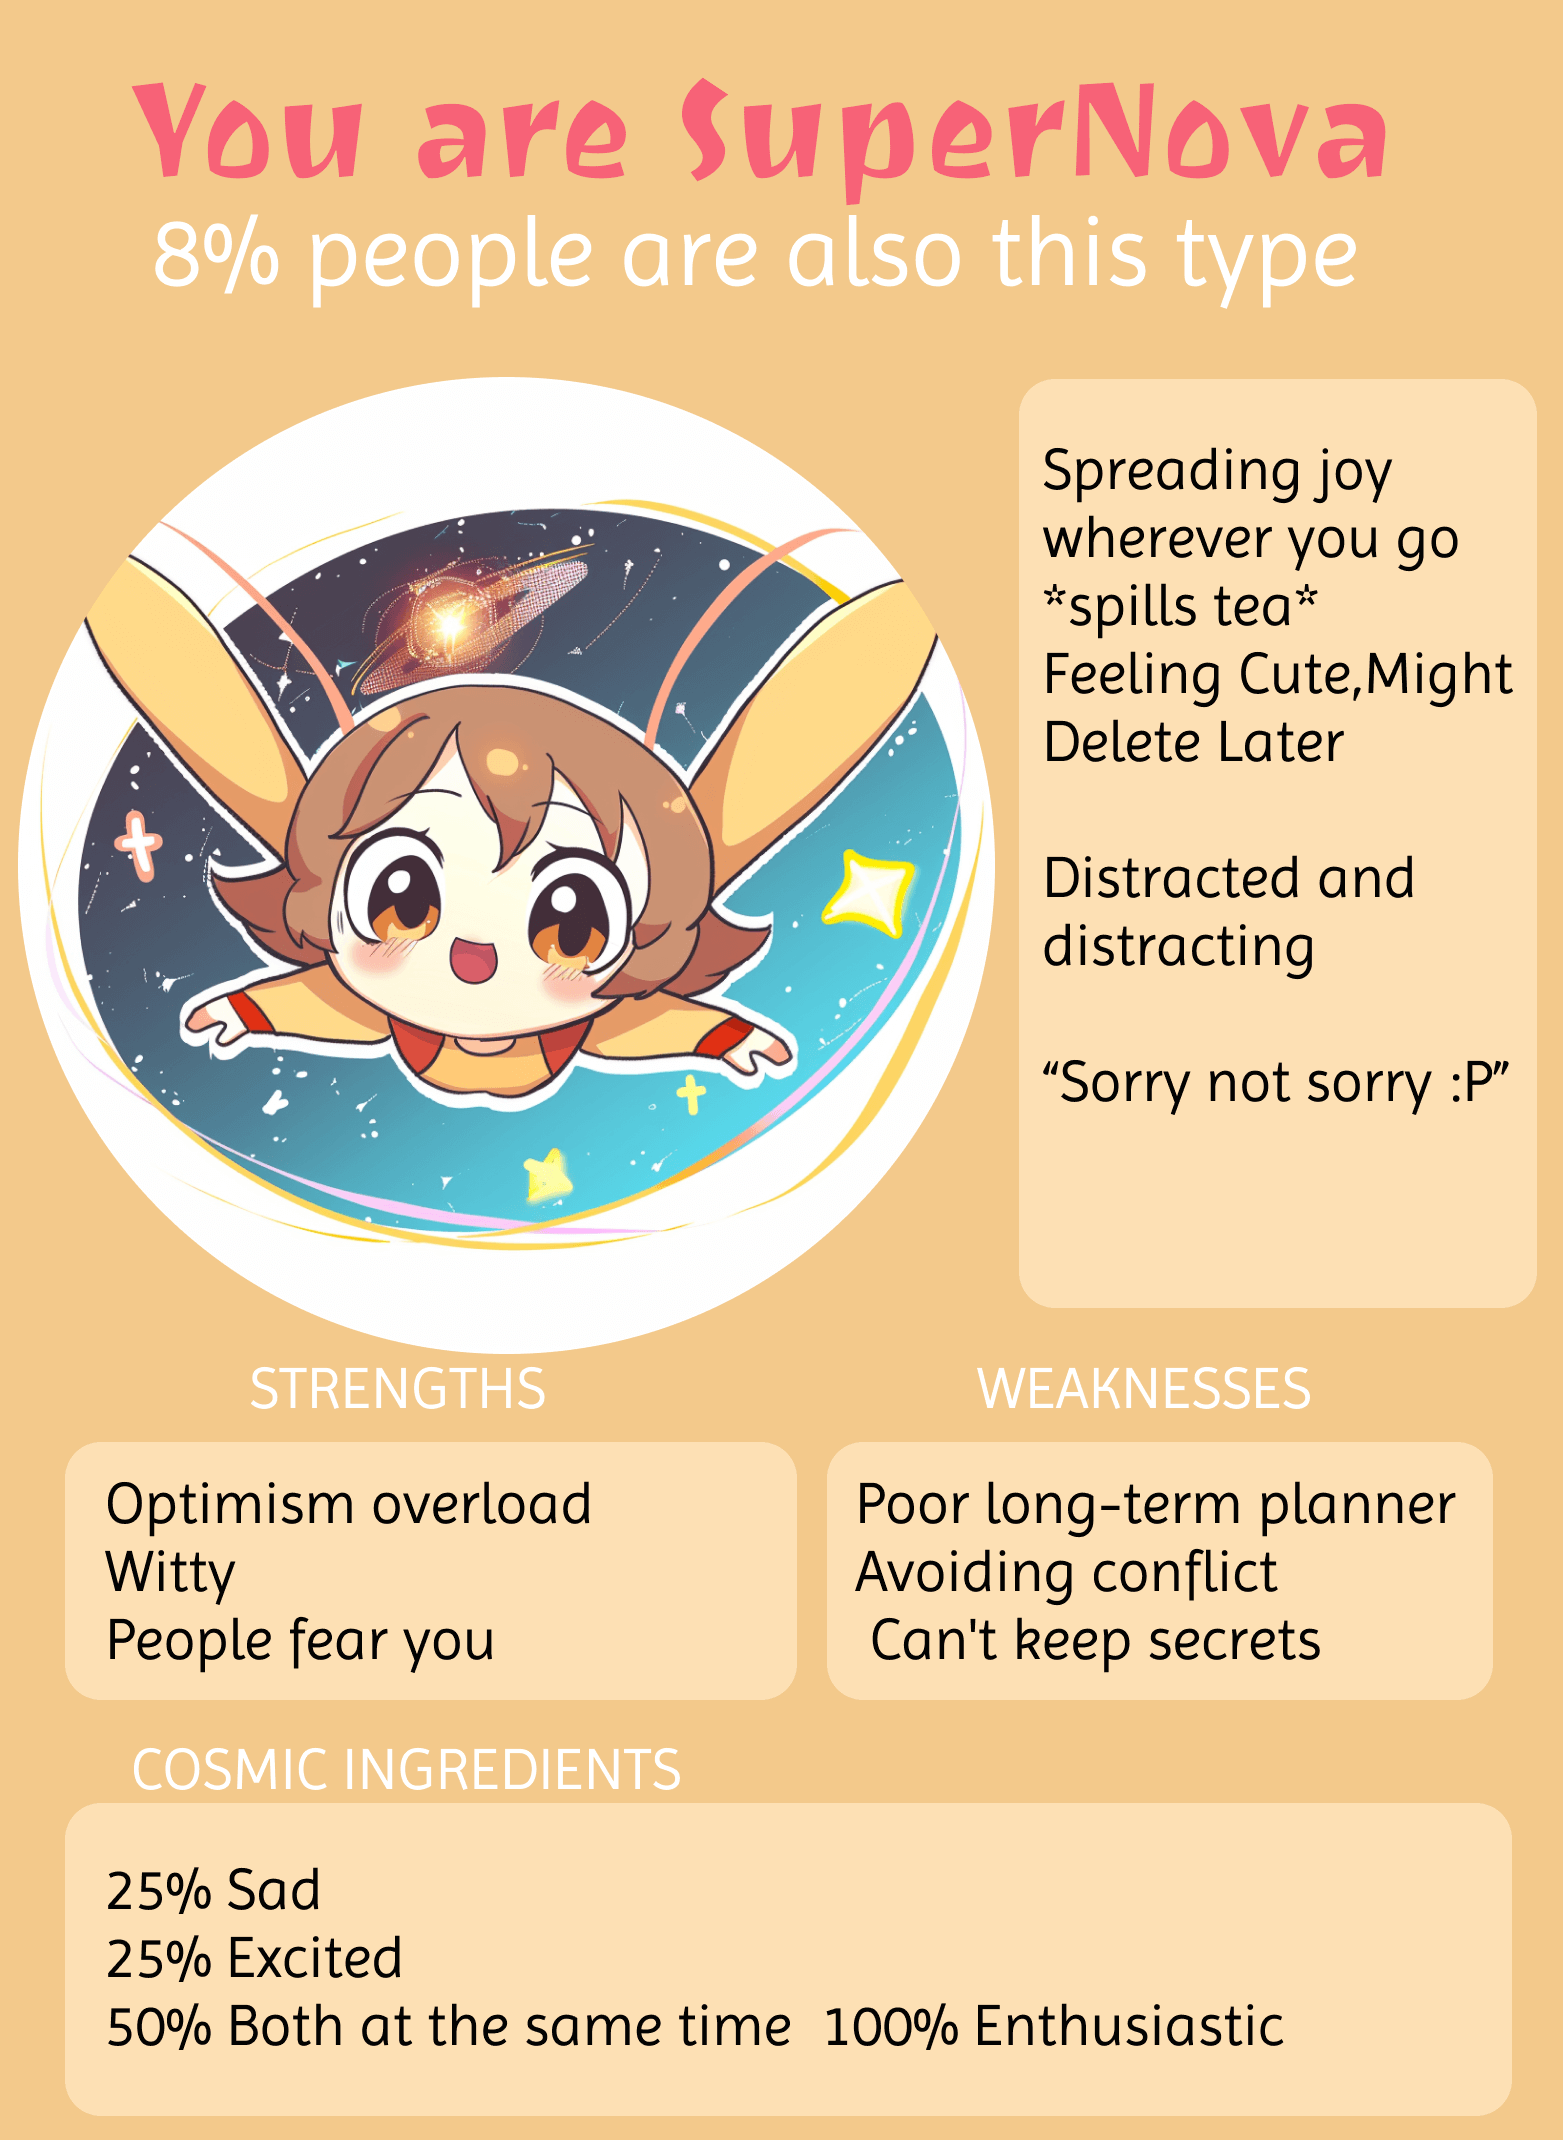 You are SuperNova
8% people are also this type
Spreading joy
wherever you go
*spills tea*
Feeling Cute,Might
Delete Later
Distracted and
distracting
“Sorry not sorry :P”
STRENGTHS
Optimism overload
Witty
People fear you
WEAKNESSES
Poor long-term planner
Avoiding conflict
Can't keep secrets
COSMIC INGREDIENTS
25% Sad
25% Excited
50% Both at the same time  100% Enthusiastic